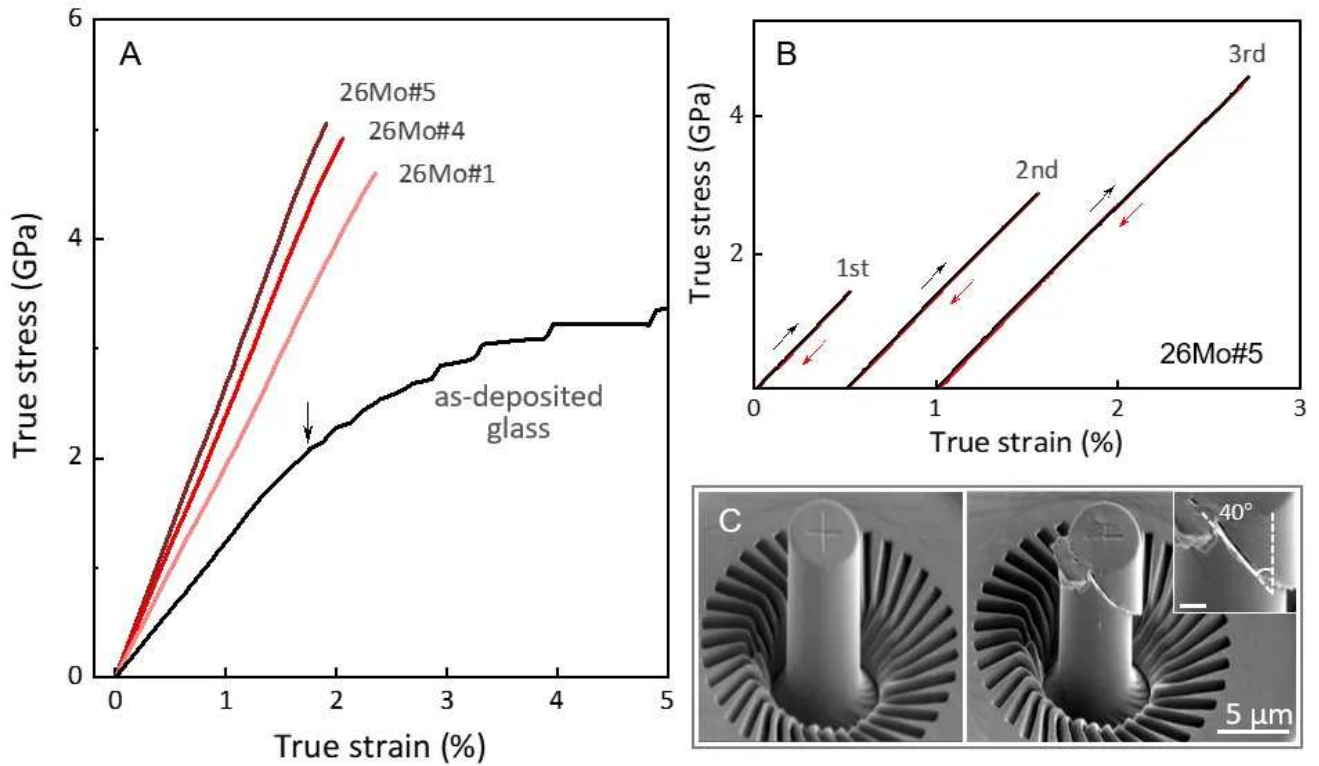 A
6
4
2
0
0
1
2
3
4
5
True stress (GPa)
True strain (%)
26Mo#5
26Mo#4
26Mo#1
as-deposited
glass
B
4
2
0
1
2
3
True stress (GPa)
True strain (%)
1st
2nd
3rd
26Mo#5
C
40°
5 μm